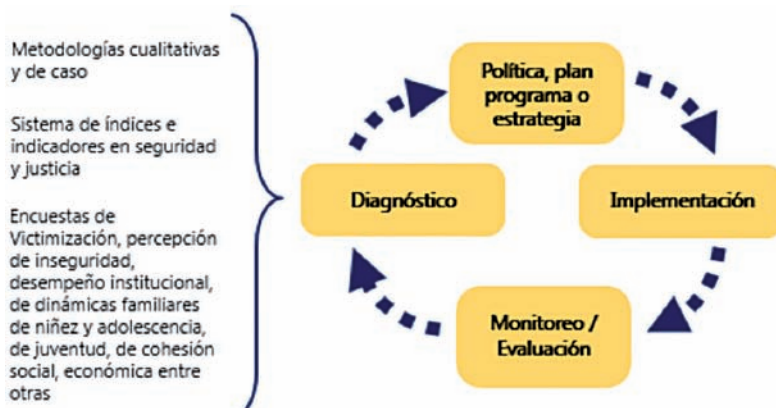 Metodologías cualitativas
y de caso
Sistema de índices e
indicadores en seguridad
y justicia
Encuestas de
Victimización, percepción
de inseguridad,
desempeño institucional,
de dinámicas familiares
de niñez y adolescencia,
de juventud, de cohesión
social, económica entre
otras
Política, plan
programa o
estrategia
Diagnóstico
Implementación
Monitoreo /
Evaluación